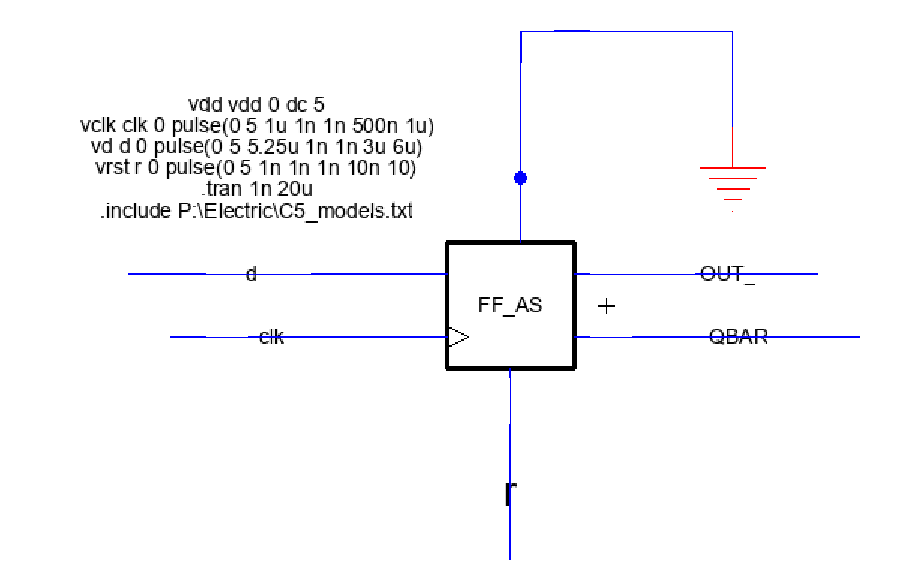 vdd vdd 0 dc 5
vclk clk 0 pulse(0 5 1u 1n 1n 500n 1u)
vd d 0 pulse(0 5 5.25u 1n 1n 3u 6u)
vrst r 0 pulse(0 5 1n 1n 1n 10n 10)
.tran 1n 20u
.include P:\Electric\C5_models.txt
d
OUT_
FF_AS
clk
QBAR
r